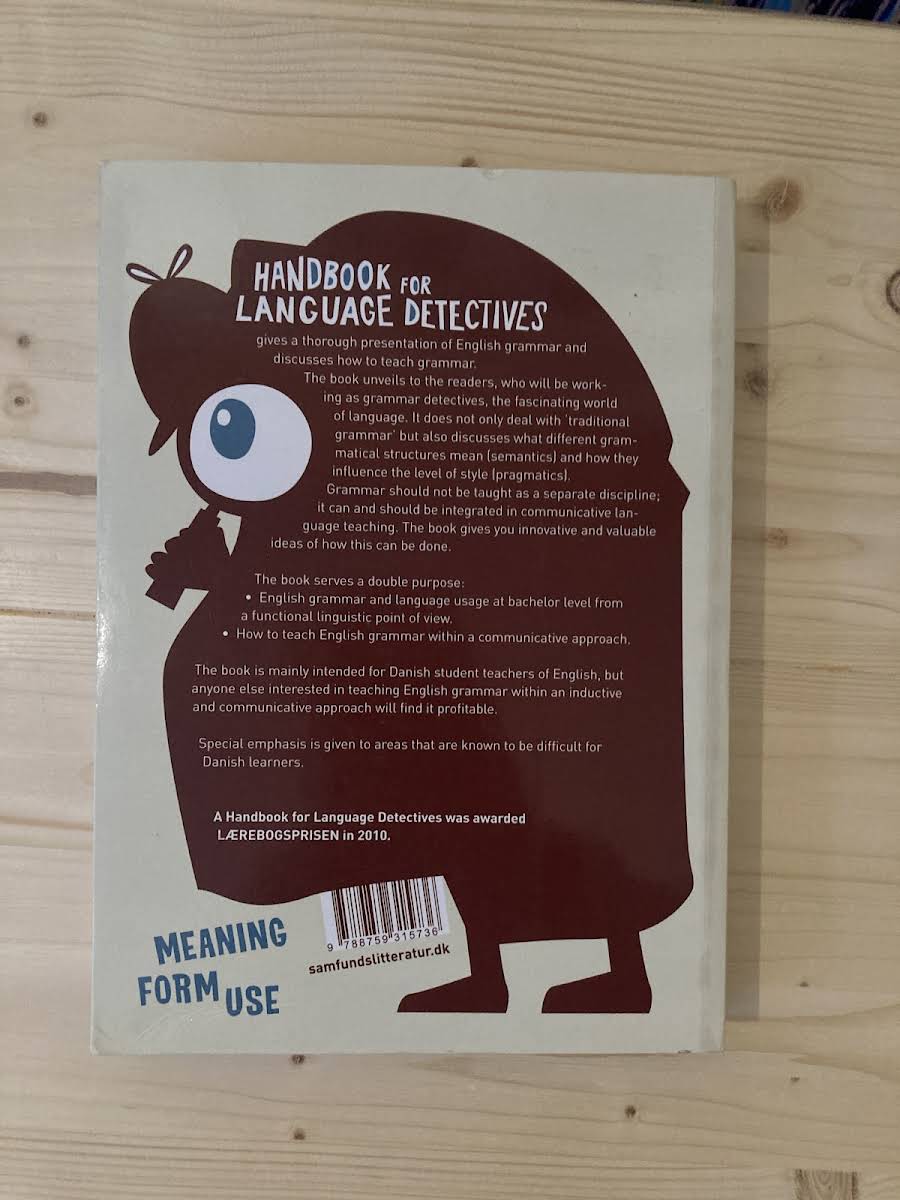 HANDBOOK FOR
LANGUAGE DETECTIVES
gives a thorough presentation of English grammar and
discusses how to teach grammar.
The book unveils to the readers, who will be work-
ing as grammar detectives, the fascinating world
of language. It does not only deal with 'traditional
grammar' but also discusses what different gram-
matical structures mean (semantics) and how they
influence the level of style (pragmatics).
Grammar should not be taught as a separate discipline;
it can and should be integrated in communicative lan-
guage teaching. The book gives you innovative and valuable
ideas of how this can be done.
The book serves a double purpose:
• English grammar and language usage at bachelor level from
a functional linguistic point of view.
• How to teach English grammar within a communicative approach.
The book is mainly intended for Danish student teachers of English, but
anyone else interested in teaching English grammar within an inductive
and communicative approach will find it profitable.
Special emphasis is given to areas that are known to be difficult for
Danish learners.
A Handbook for Language Detectives was awarded
LÆREBOGSPRISEN in 2010.
9 788759 315736
samfundslitteratur.dk
MEANING
FORM
USE